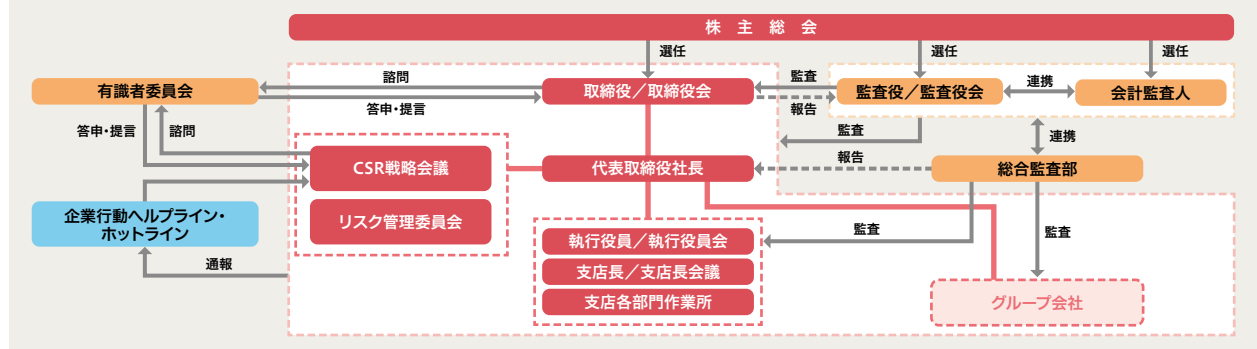 株主総会
選任
選任
選任
有識者委員会
諮問
答申・提言
取締役／取締役会
監査
報告
監査役／監査役会
連携
会計監査人
答申・提言
諮問
監査
連携
CSR戦略会議
代表取締役社長
報告
総合監査部
リスク管理委員会
企業行動ヘルプライン・
ホットライン
執行役員／執行役員会
監査
監査
通報
支店長／支店長会議
支店各部門作業所
グループ会社